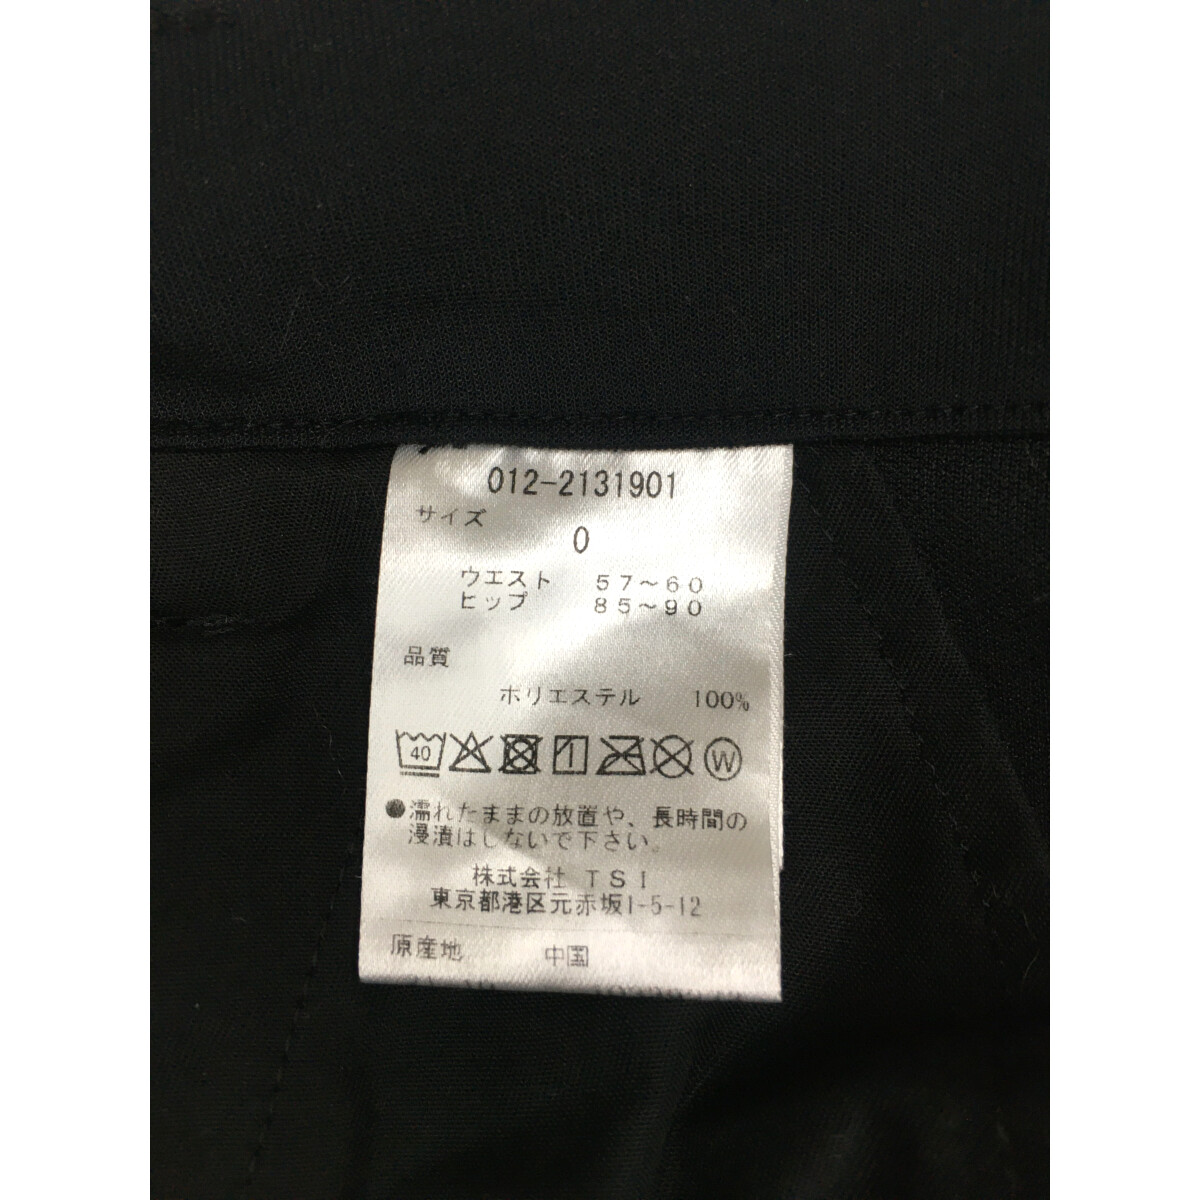 012-2131901
サイズ
0
ウエスト 57~60
ヒップ 85~90
品質
ポリエステル 100%
40 1 W
●濡れたままの放置や、長時間の
浸漬はしないで下さい。
株式会社 TSI
東京都港区元赤坂1-5-12
原産地 中国